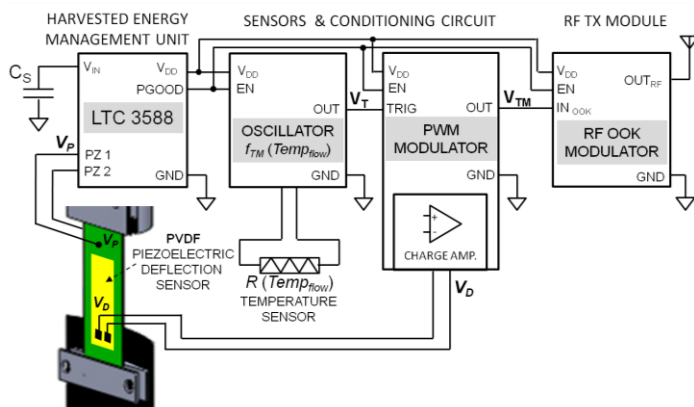 HARVESTED ENERGY
MANAGEMENT UNIT
SENSORS & CONDITIONING CIRCUIT
RF TX MODULE
CS
VIN
VDD
PGOOD
LTC 3588
VP
PZ 1
PZ 2
GND
VDD
EN
OUT
OSCILLATOR
fTM (Tempflow)
GND
VT
VDD
EN
TRIG
OUT
PWM
MODULATOR
GND
+
-
CHARGE AMP.
VTM
VDD
EN
INOOK
OUTRF
RF OOK
MODULATOR
GND
VP
PVDF
PIEZOELECTRIC
DEFLECTION
SENSOR
VD
R (Tempflow)
TEMPERATURE
SENSOR
VD